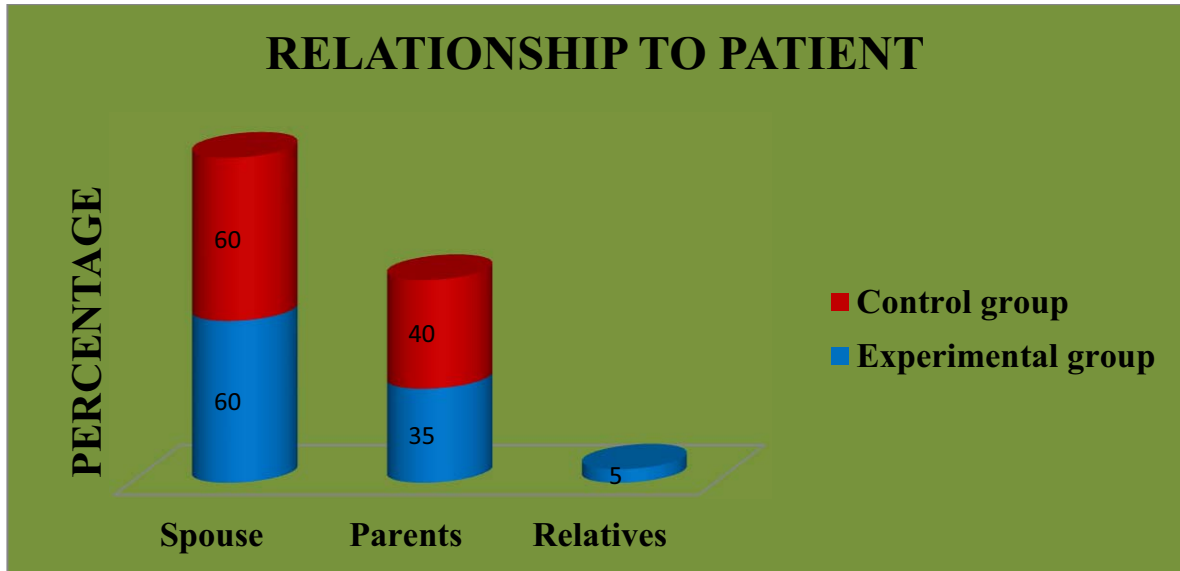 RELATIONSHIP TO PATIENT
PERCENTAGE
60
60
40
35
5
Spouse Parents Relatives
Control group
Experimental group